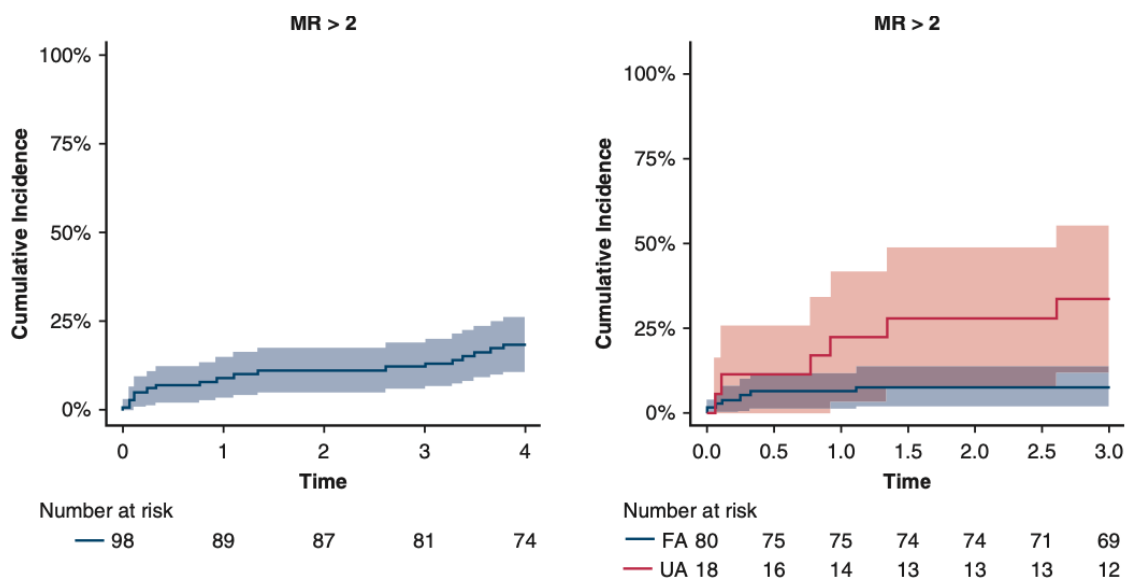 MR > 2
100%
75%
50%
25%
0%
Cumulative Incidence
0 1 2 3 4
Time
Number at risk
98 89 87 81 74
MR > 2
100%
75%
50%
25%
0%
Cumulative Incidence
0.0 0.5 1.0 1.5 2.0 2.5 3.0
Time
Number at risk
FA 80 75 75 74 74 71 69
UA 18 16 14 13 13 13 12